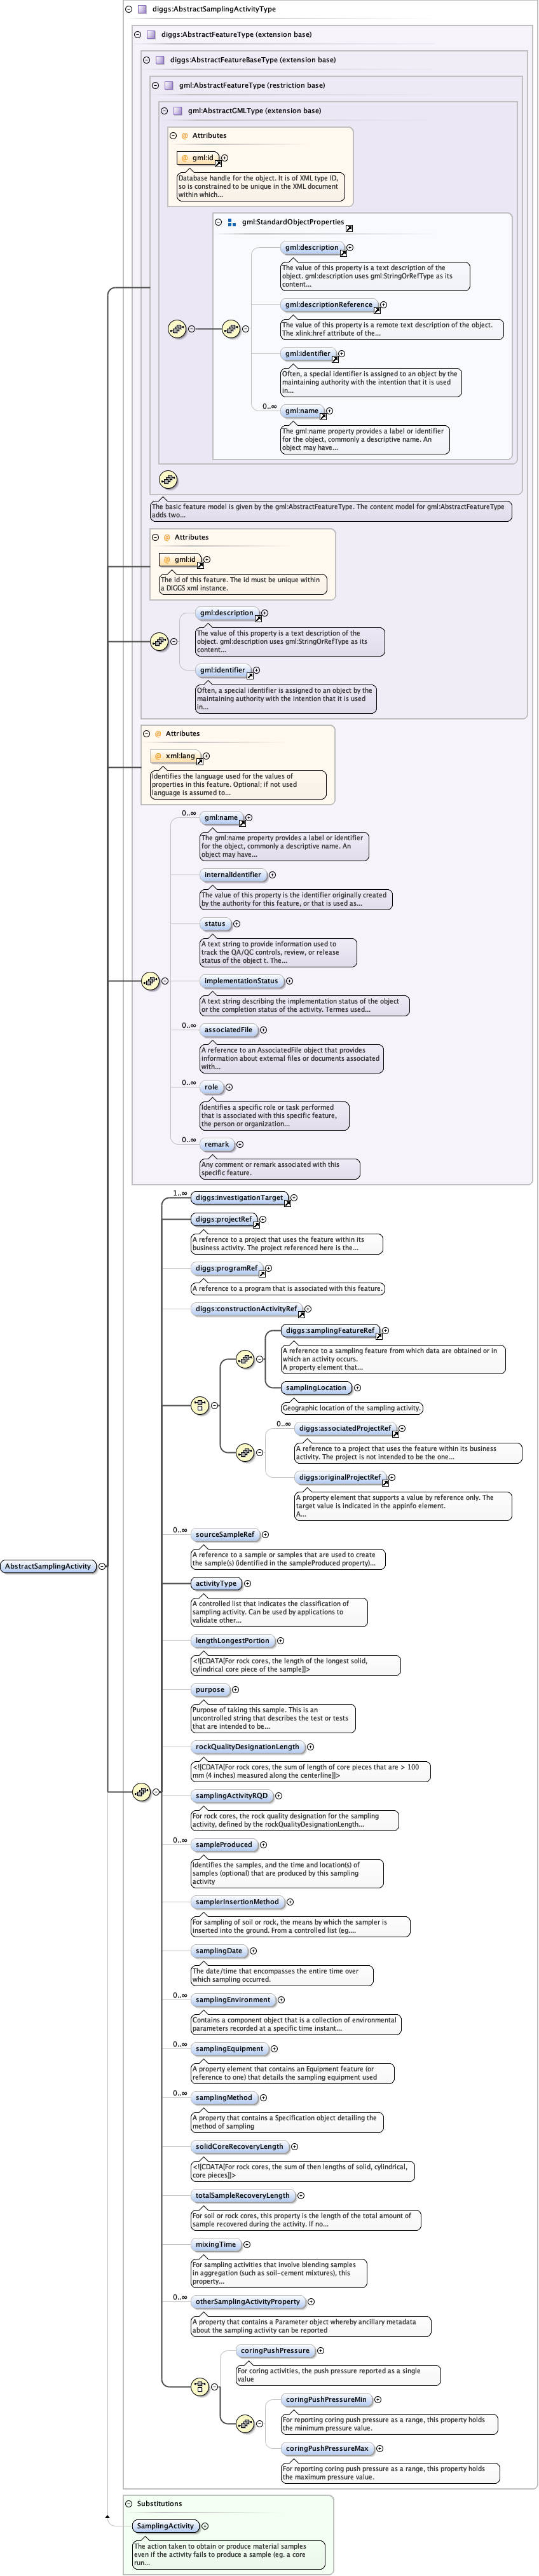 diggs:AbstractSamplingActivityType
diggs:AbstractFeatureType (extension base)
diggs:AbstractFeatureBaseType (extension base)
gml:AbstractFeatureType (restriction base)
gml:AbstractGMLType (extension base)
@ Attributes
@ gml:id
Database handle for the object. It is of XML type ID,
so is constrained to be unique in the XML document
within which...
gml:StandardObjectProperties
gml:description
The value of this property is a text description of the
object. gml:description uses gml:StringOrRefType as its
content...
gml:descriptionReference
The value of this property is a remote text description of the object.
The xlink:href attribute of the...
gml:identifier
Often, a special identifier is assigned to an object by the
maintaining authority with the intention that it is used
in...
0..∞
gml:name
The gml:name property provides a label or identifier
for the object, commonly a descriptive name. An
object may have...
The basic feature model is given by the gml:AbstractFeatureType. The content model for gml:AbstractFeatureType
adds two...
@ Attributes
@ gml:id
The id of this feature. The id must be unique within
a DIGGS xml instance.
gml:description
The value of this property is a text description of the
object. gml:description uses gml:StringOrRefType as its
content...
gml:identifier
Often, a special identifier is assigned to an object by the
maintaining authority with the intention that it is used
in...
@ Attributes
@ xml:lang
Identifies the language used for the values of
properties in this feature. Optional; if not used
language is assumed to...
0..∞
gml:name
The gml:name property provides a label or identifier
for the object, commonly a descriptive name. An
object may have...
internalIdentifier
The value of this property is the identifier originally created
by the authority for this feature, or that is used as...
status
A text string to provide information used to
track the QA/QC controls, review, or release
status of the object t. The...
implementationStatus
A text string describing the implementation status of the object
or the completion status of the activity. Termes used...
0..∞
associatedFile
A reference to an AssociatedFile object that provides
information about external files or documents associated
with...
0..∞
role
Identifies a specific role or task performed
that is associated with this specific feature,
the person or organization...
0..∞
remark
Any comment or remark associated with this
specific feature.
1..∞
diggs:investigationTarget
diggs:projectRef
A reference to a project that uses the feature within its
business activity. The project referenced here is the...
diggs:programRef
A reference to a program that is associated with this feature.
diggs:constructionActivityRef
diggs:samplingFeatureRef
A reference to a sampling feature from which data are obtained or in
which an activity occurs.
A property element that...
samplingLocation
Geographic location of the sampling activity.
0..∞
diggs:associatedProjectRef
A reference to a project that uses the feature within its business
activity. The project is not intended to be the one...
diggs:originalProjectRef
A property element that supports a value by reference only. The
target value is indicated in the appinfo element.
A...
0..∞
sourceSampleRef
A reference to a sample or samples that are used to create
the sample(s) (identified in the sampleProduced property)...
AbstractSamplingActivity
activityType
A controlled list that indicates the classification of
sampling activity. Can be used by applications to
validate other...
lengthLongestPortion
<![CDATA[For rock cores, the length of the longest solid,
cylindrical core piece of the sample]]>
purpose
Purpose of taking this sample. This is an
uncontrolled string that describes the test or tests
that are intended to be...
rockQualityDesignationLength
<![CDATA[For rock cores, the sum of length of core pieces that are > 100
mm (4 inches) measured along the centerline]]>
samplingActivityRQD
For rock cores, the rock quality designation for the sampling
activity, defined by the rockQualityDesignationLength...
0..∞
sampleProduced
Identifies the samples, and the time and location(s) of
samples (optional) that are produced by this sampling
activity
samplerInsertionMethod
For sampling of soil or rock, the means by which the sampler is
inserted into the ground. From a controlled list (eg....
samplingDate
The date/time that encompasses the entire time over
which sampling occurred.
0..∞
samplingEnvironment
Contains a component object that is a collection of environmental
parameters recorded at a specific time instant...
0..∞
samplingEquipment
A property element that contains an Equipment feature (or
reference to one) that details the sampling equipment used
0..∞
samplingMethod
A property that contains a Specification object detailing the
method of sampling
solidCoreRecoveryLength
<![CDATA[For rock cores, the sum of then lengths of solid, cylindrical,
core pieces]]>
totalSampleRecoveryLength
For soil or rock cores, this property is the length of the total amount of
sample recovered during the activity. If no...
mixingTime
For sampling activities that involve blending samples
in aggregation (such as soil-cement mixtures), this
property...
0..∞
otherSamplingActivityProperty
A property that contains a Parameter object whereby ancillary metadata
about the sampling activity can be reported
coringPushPressure
For coring activities, the push pressure reported as a single
value
coringPushPressureMin
For reporting coring push pressure as a range, this property holds
the minimum pressure value.
coringPushPressureMax
For reporting coring push pressure as a range, this property holds
the maximum pressure value.
Substitutions
SamplingActivity
The action taken to obtain or produce material samples
even if the activity fails to produce a sample (eg. a core
run...